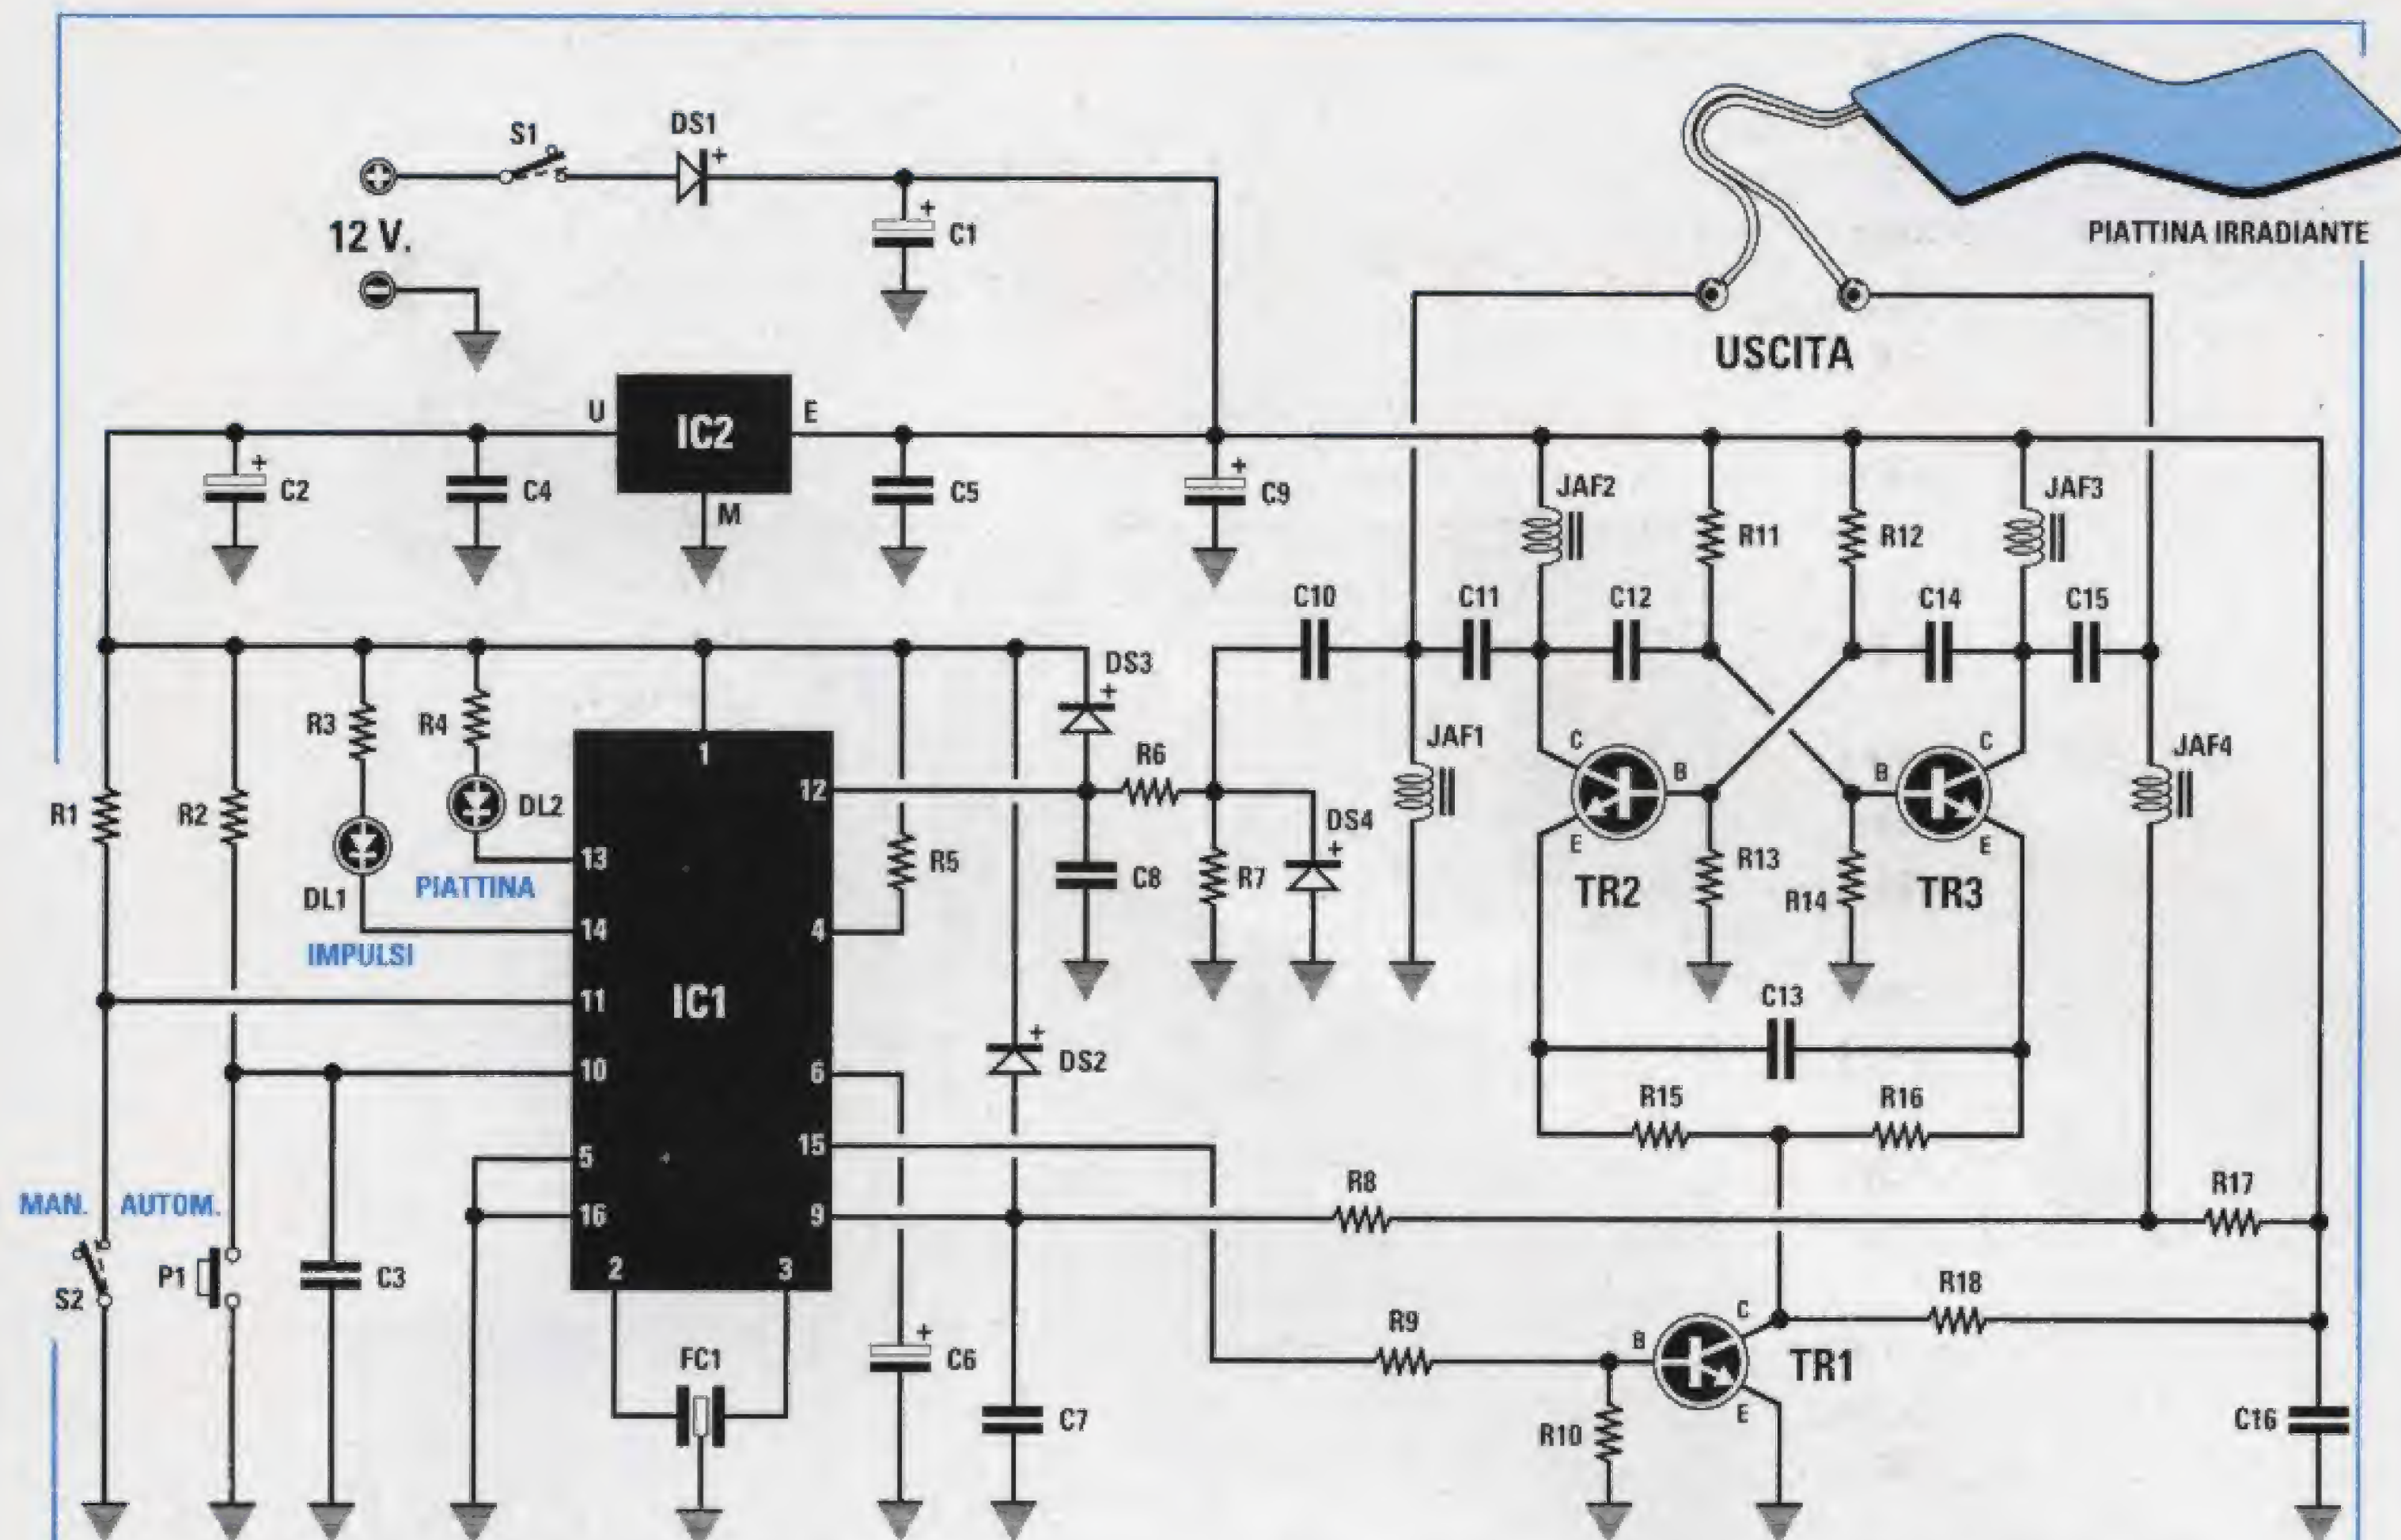 PIATTINA IRRADIANTE
S1
DS1
+
12 V.
+
C1
USCITA
U
IC2
E
M
+
C2
C4
C5
+
C9
JAF2
R11
R12
JAF3
C10
C11
C12
C14
C15
DS3
+
R3
R4
R1
R2
DL2
DL1
PIATTINA
IMPULSI
1
12
13
14
4
11
IC1
10
6
15
5
16
9
2
3
R5
R6
C8
R7
DS4
+
JAF1
C
B
E
TR2
R13
R14
C
B
E
TR3
JAF4
C13
R15
R16
DS2
+
MAN.
AUTOM.
S2
P1
C3
FC1
+
C6
C7
R8
R17
R9
R10
B
C
E
TR1
R18
C16